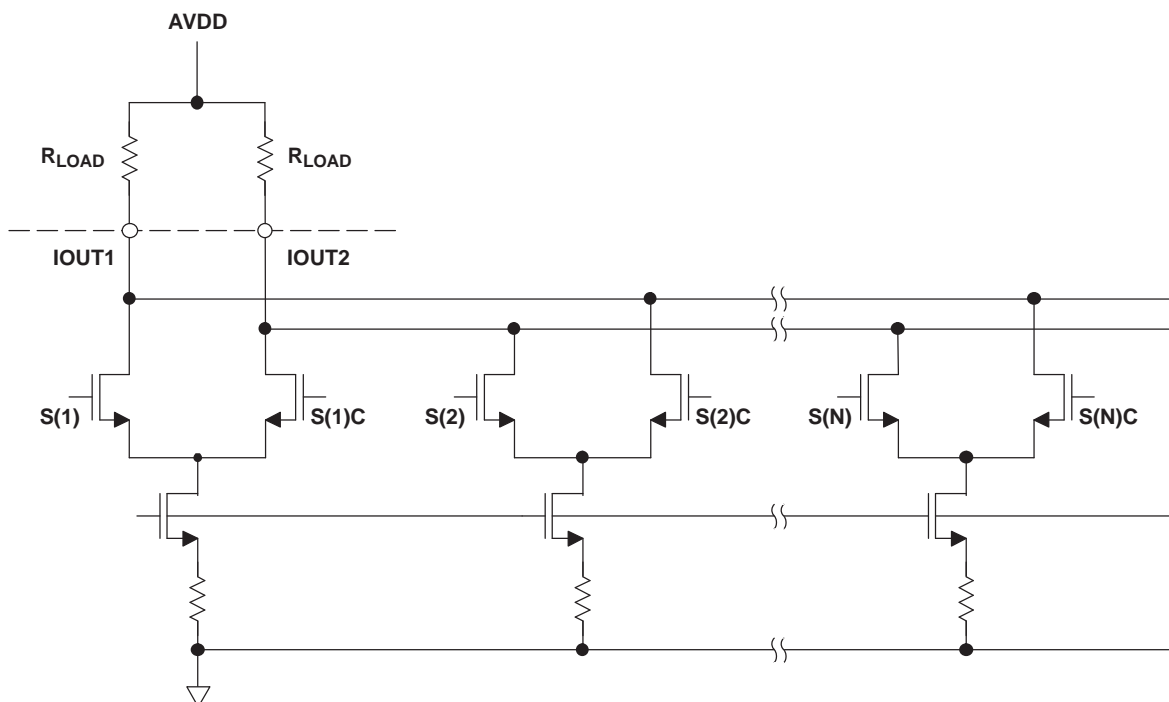 AVDD
RLOAD RLOAD
IOUT1 IOUT2
S(1) S(1)C S(2) S(2)C S(N) S(N)C